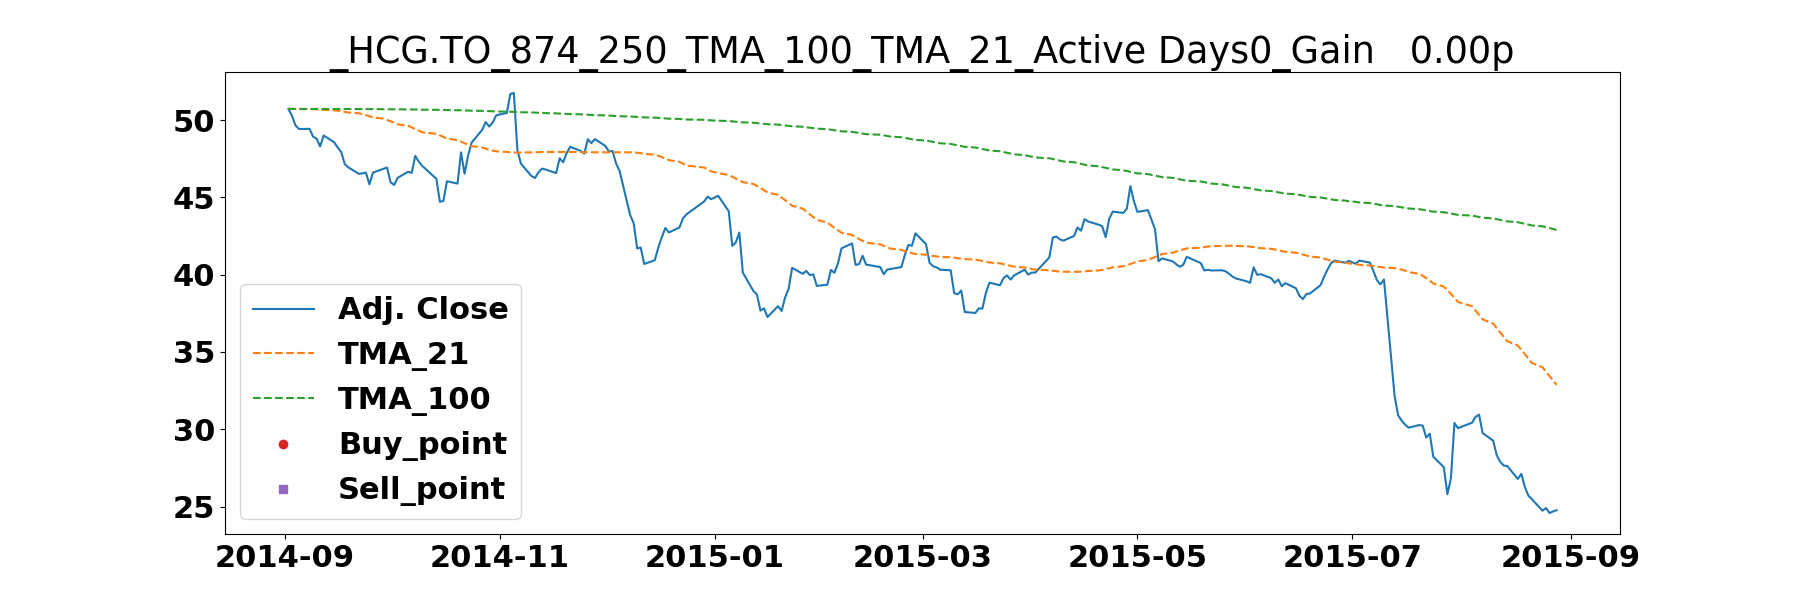 _HCG.TO_874_250_TMA_100_TMA_21_Active Days0_Gain   0.00p
50
45
40
35
30
25
Adj. Close
TMA_21
TMA_100
Buy_point
Sell_point
2014-09 2014-11 2015-01 2015-03 2015-05 2015-07 2015-09